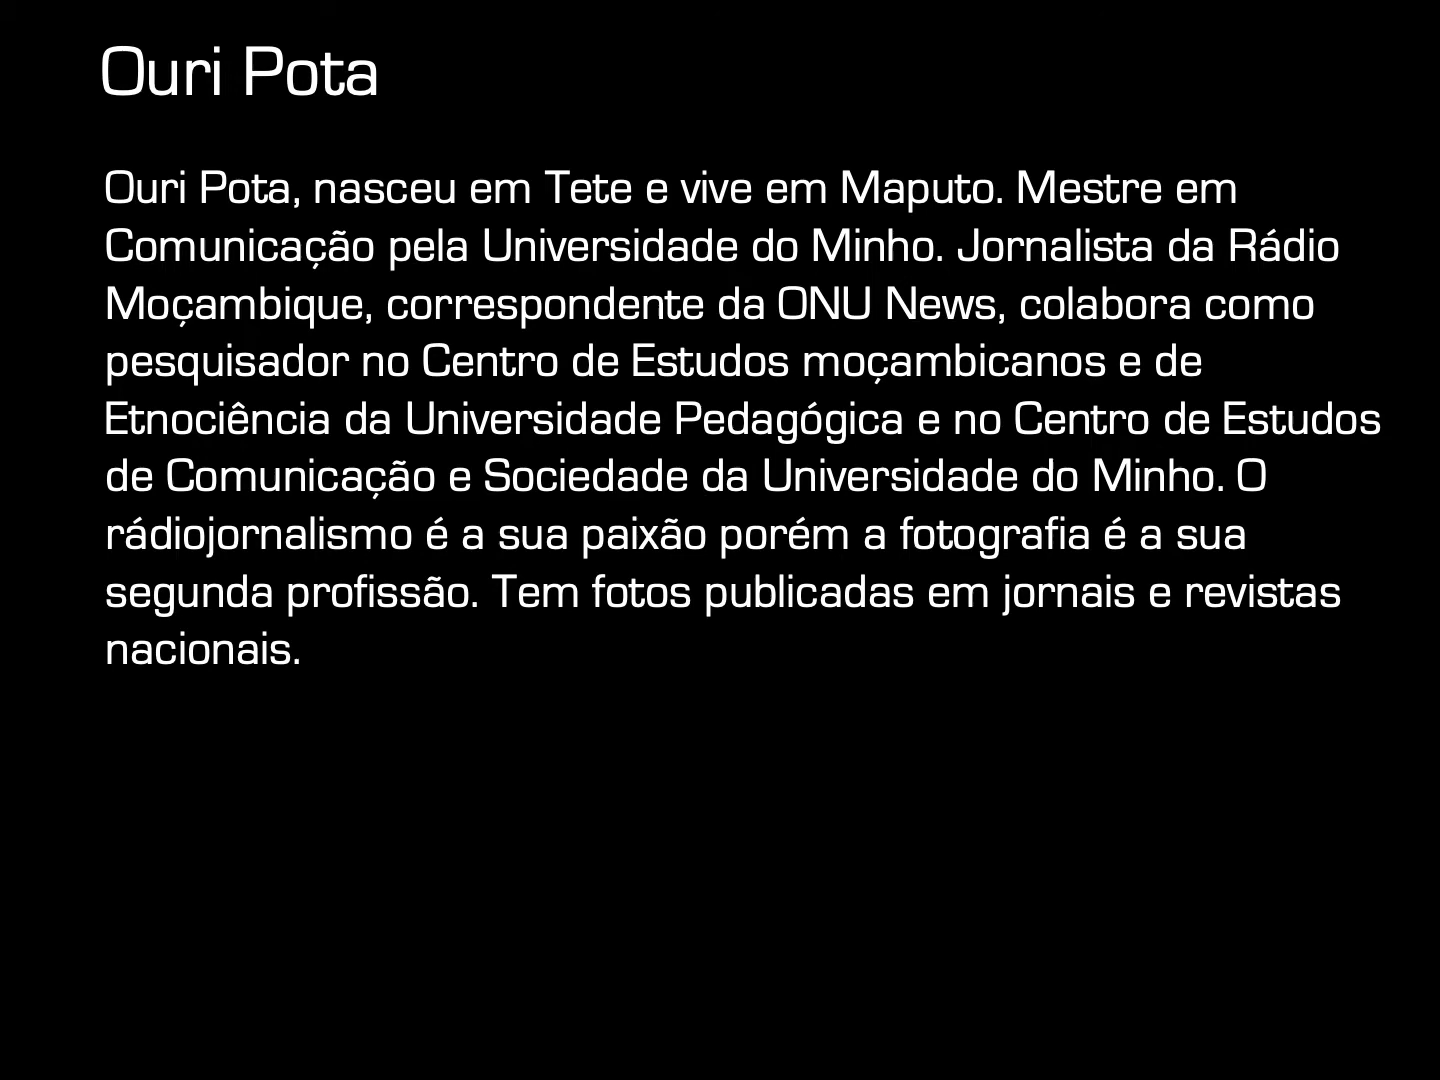 Ouri Pota
Ouri Pota, nasceu em Tete e vive em Maputo. Mestre em
Comunicação pela Universidade do Minho. Jornalista da Rádio
Moçambique, correspondente da ONU News, colabora como
pesquisador no Centro de Estudos moçambicanos e de
Etnociência da Universidade Pedagógica e no Centro de Estudos
de Comunicação e Sociedade da Universidade do Minho. O
rádiojornalismo é a sua paixão porém a fotografia é a sua
segunda profissão. Tem fotos publicadas em jornais e revistas
nacionais.